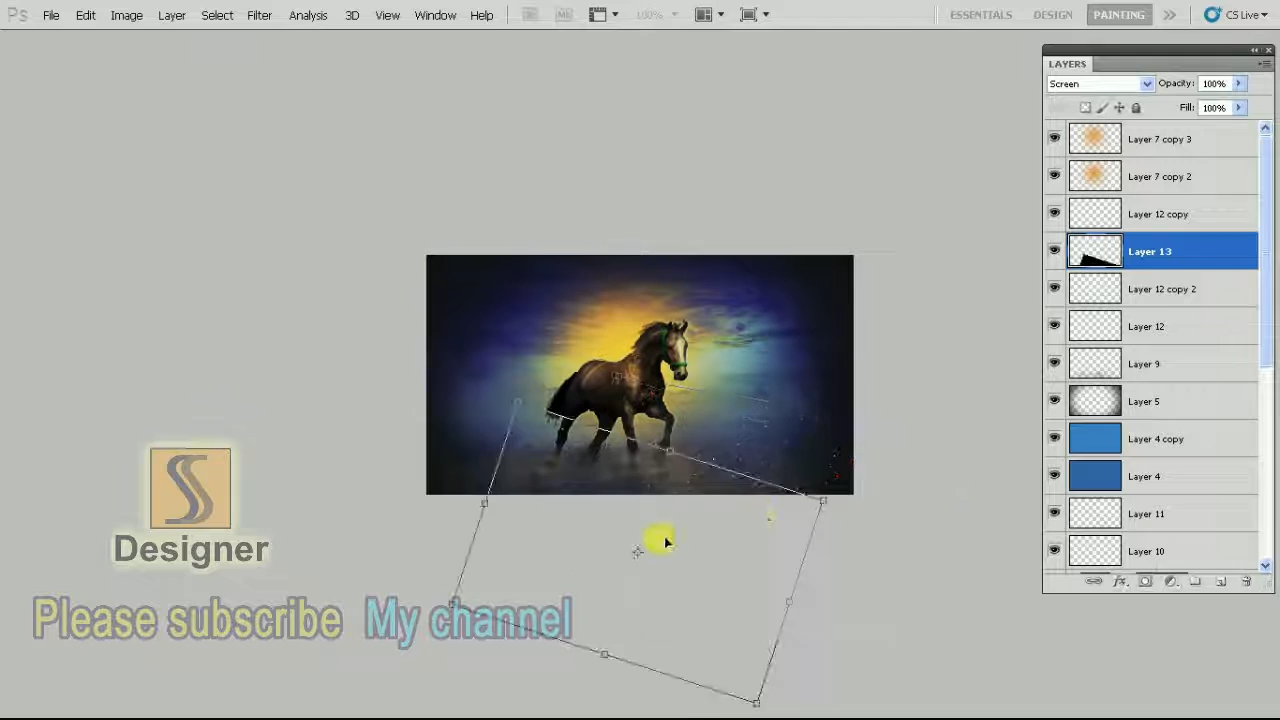 Ps File Edit Image Layer Select Filter Analysis 3D View Window Help Br Mb 100% ESSENTIALS DESIGN PAINTING CS Live
LAYERS
Screen Opacity: 100%
Fill: 100%
Layer 7 copy 3
Layer 7 copy 2
Layer 12 copy
Layer 13
Layer 12 copy 2
Layer 12
Layer 9
Layer 5
Layer 4 copy
Layer 4
Layer 11
Layer 10
S
Designer
Please subscribe My channel